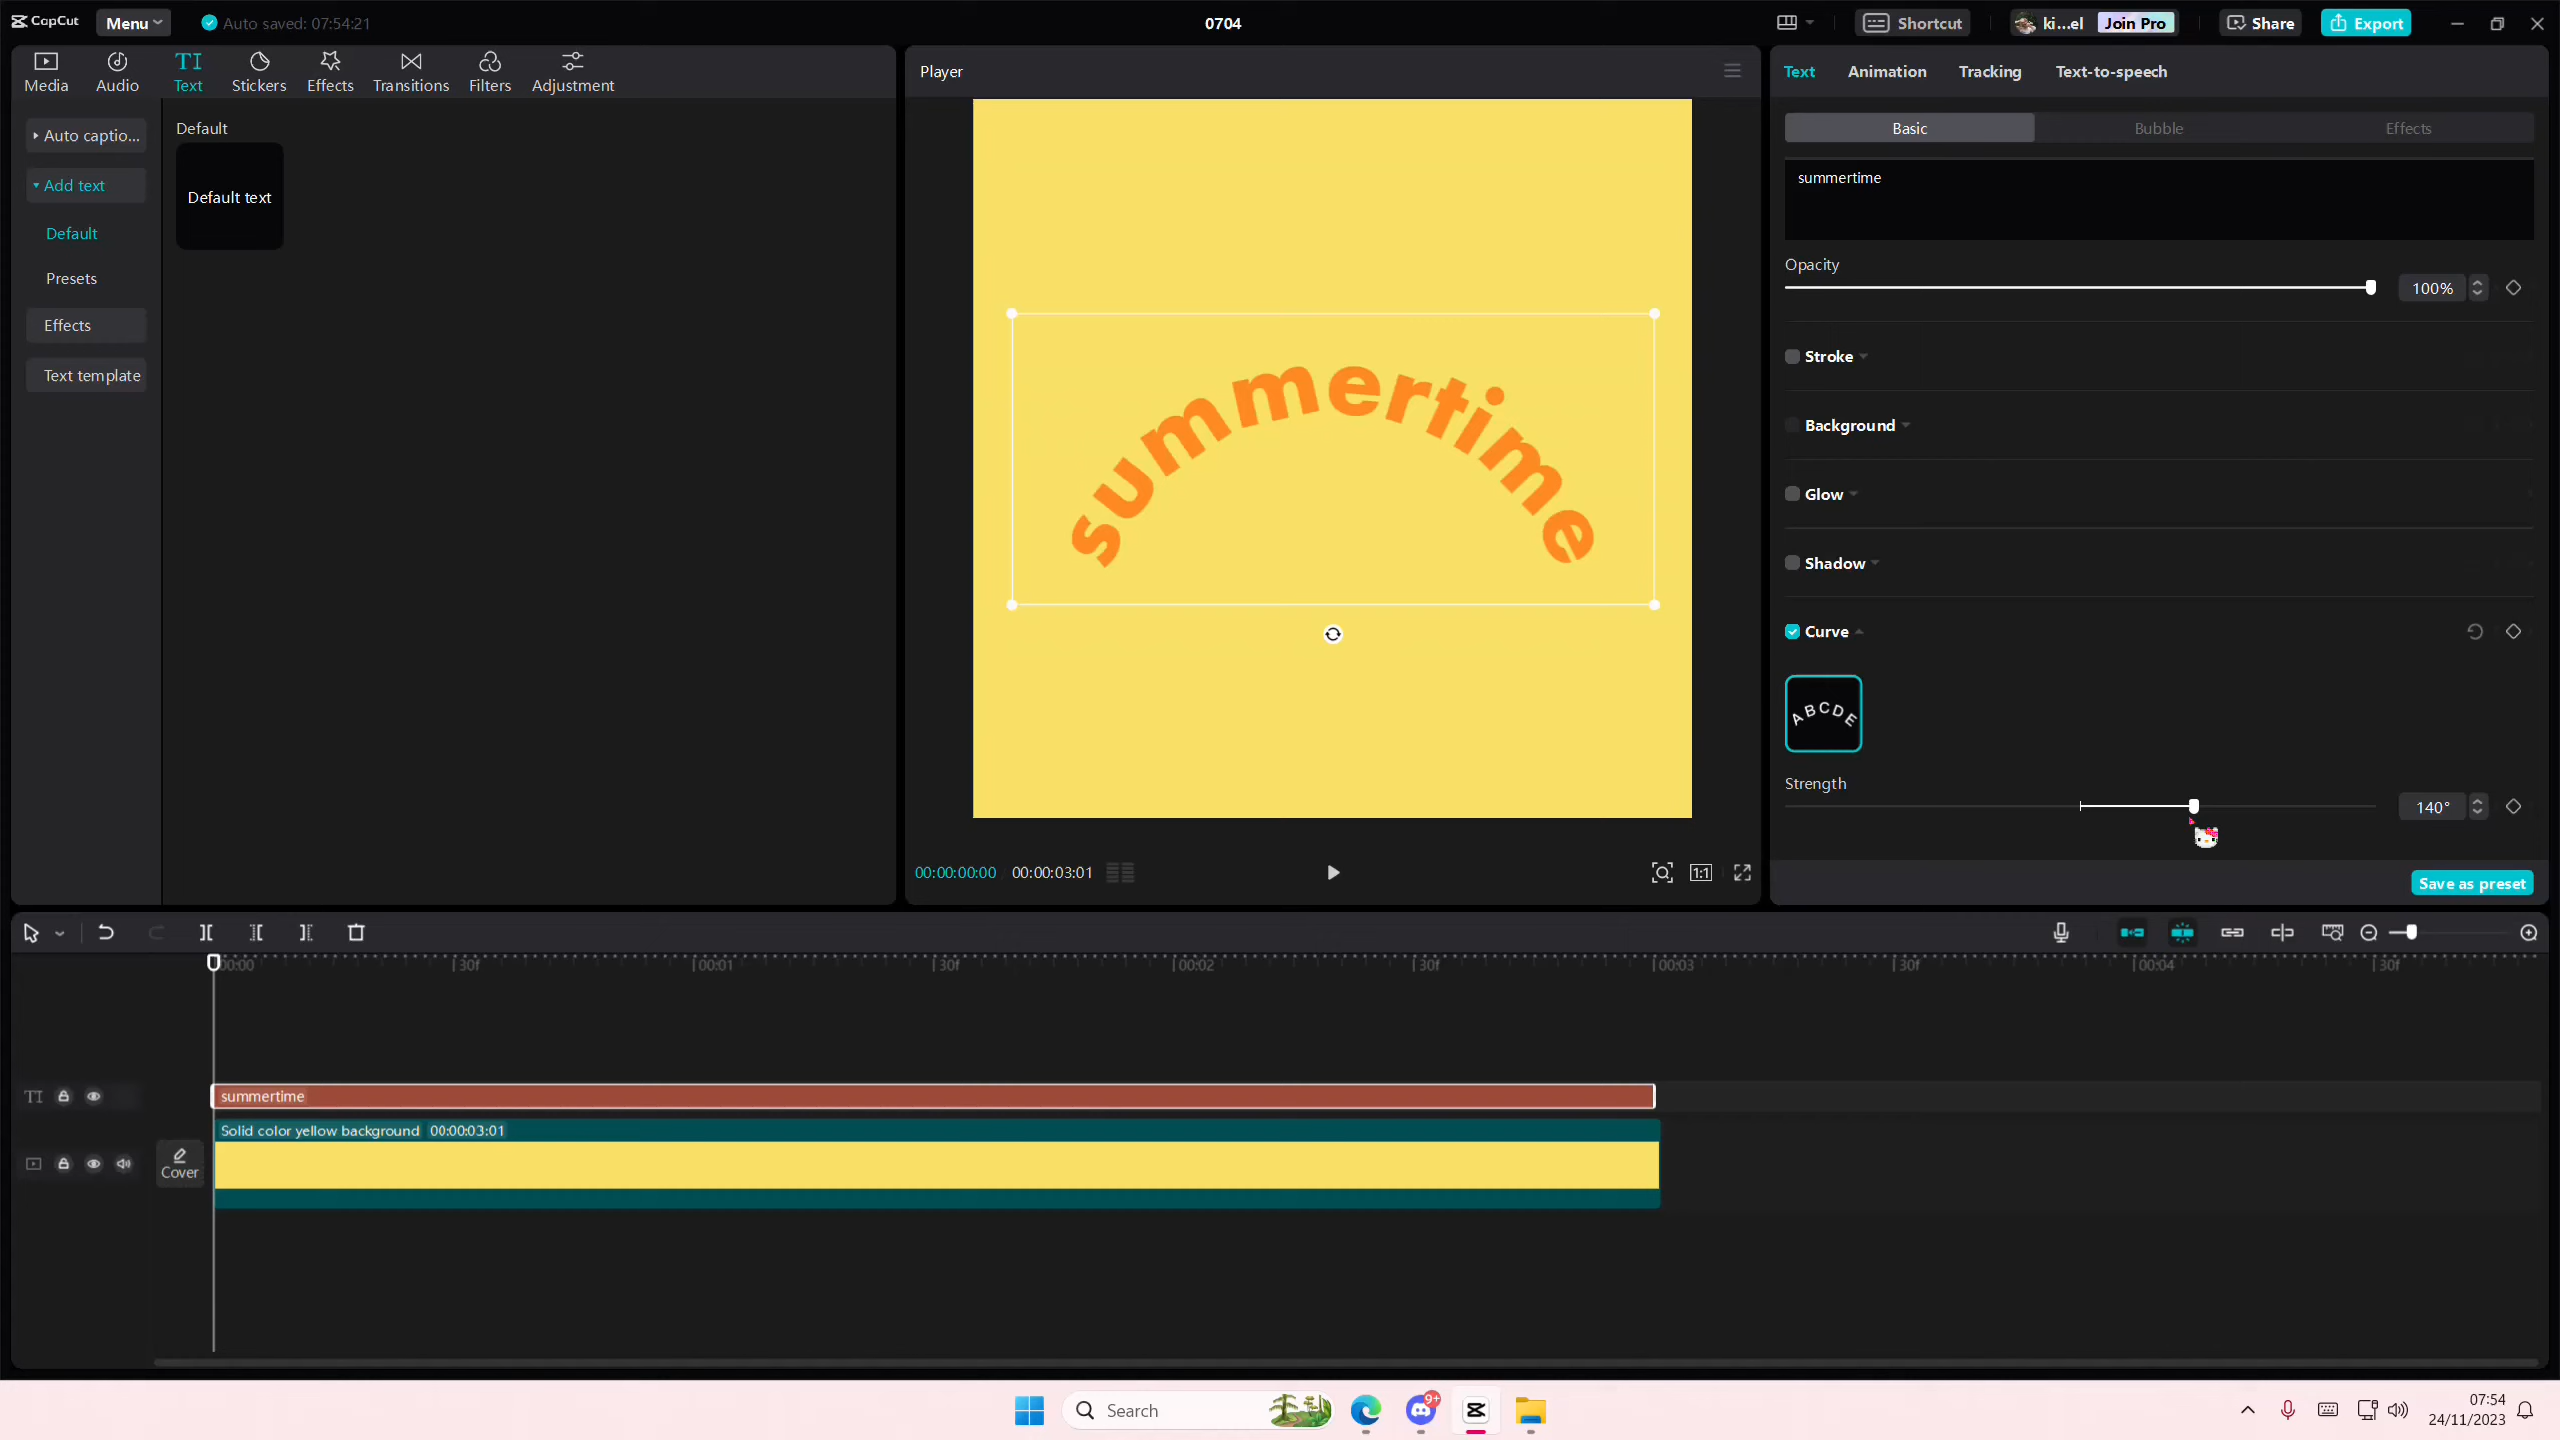 CapCut
Menu
Auto saved: 07:54:21
0704
Shortcut
ki...el
Join Pro
Share
Export
Media
Audio
TI
Text
Stickers
Effects
Transitions
Filters
Adjustment
Auto captio...
Add text
Default
Presets
Effects
Text template
Default
Default text
Player
summertime
00:00:00:00
00:00:03:01
1:1
Text
Animation
Tracking
Text-to-speech
Basic
Bubble
Effects
summertime
Opacity
100%
Stroke
Background
Glow
Shadow
Curve
ABCDE
Strength
140°
Save as preset
00:00
30f
00:01
30f
00:02
30f
00:03
30f
00:04
30f
TI
summertime
Solid color yellow background 00:00:03:01
Cover
Search
9+
07:54
24/11/2023